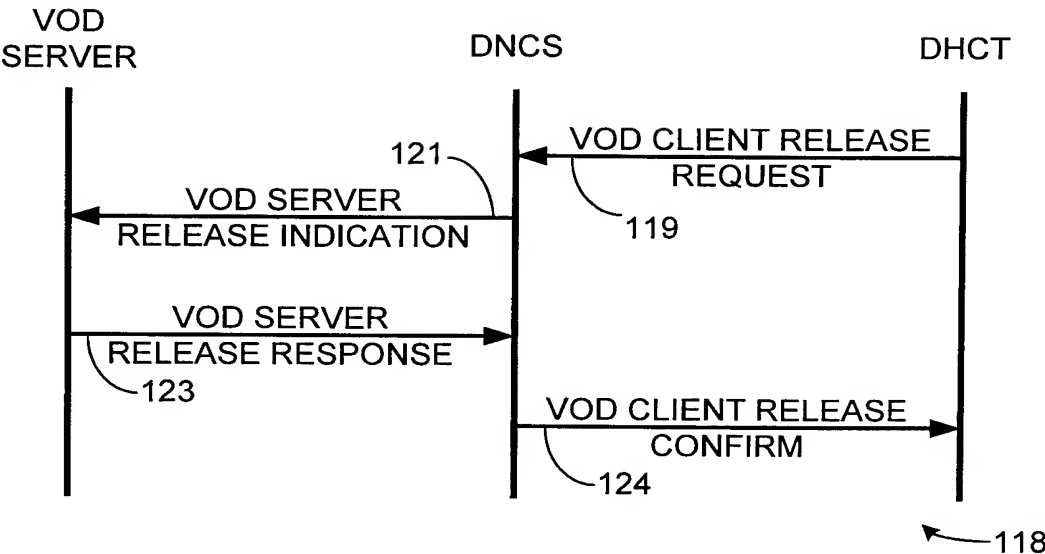 VOD
SERVER
DNCS
DHCT
VOD CLIENT RELEASE
REQUEST
119
121
VOD SERVER
RELEASE INDICATION
VOD SERVER
RELEASE RESPONSE
123
VOD CLIENT RELEASE
CONFIRM
124
118